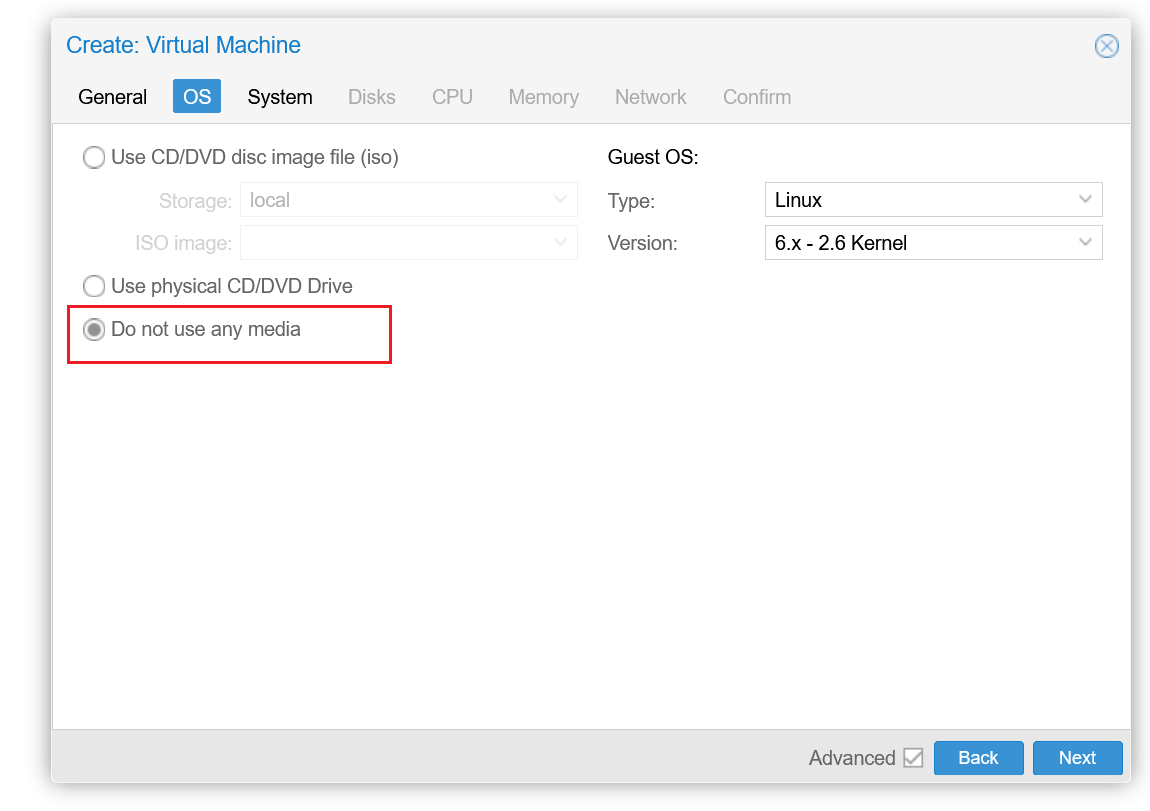 Create: Virtual Machine
General OS System Disks CPU Memory Network Confirm
Use CD/DVD disc image file (iso)
Storage: local
ISO image:
Use physical CD/DVD Drive
Do not use any media
Guest OS:
Type: Linux
Version: 6.x - 2.6 Kernel
Advanced Back Next